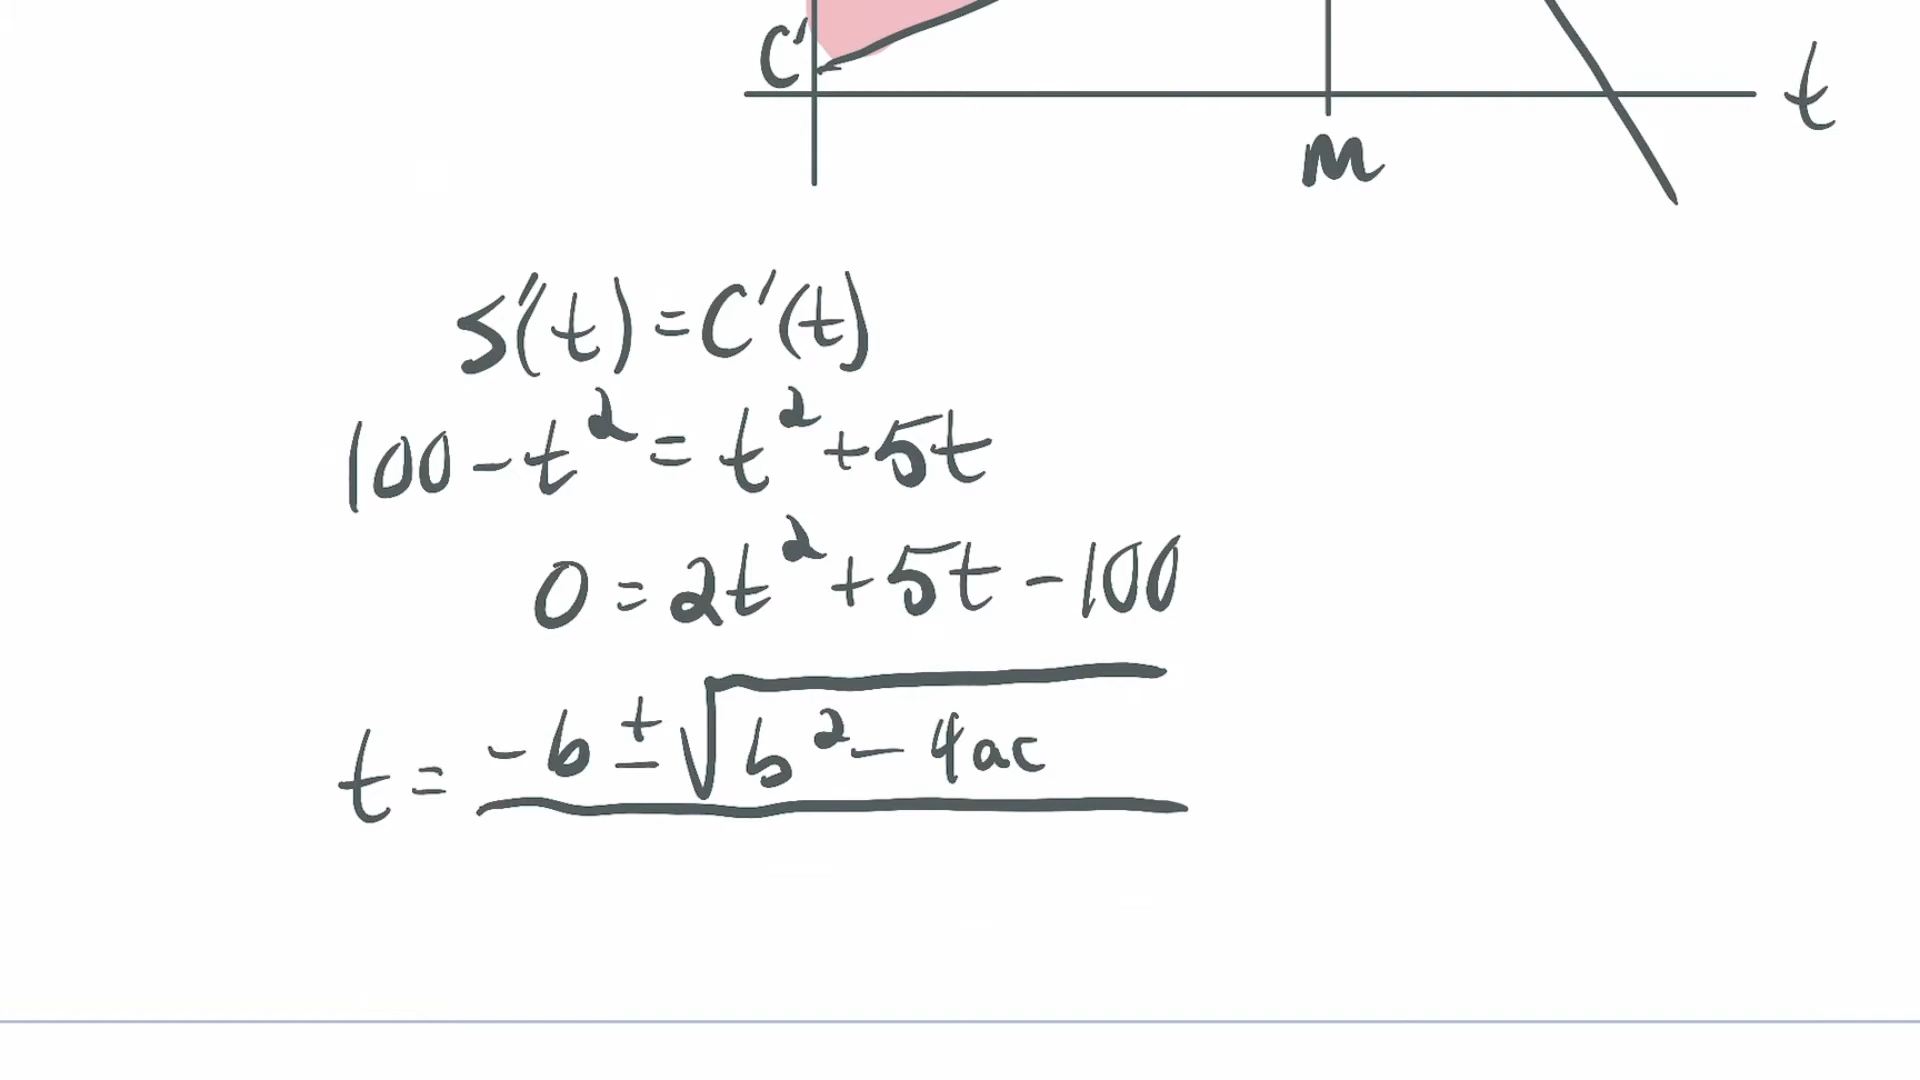 C'
t
m
S'(t) = C'(t)
100 - t² = t² + 5t
0 = 2t² + 5t - 100
t = -b ± √b² - 4ac